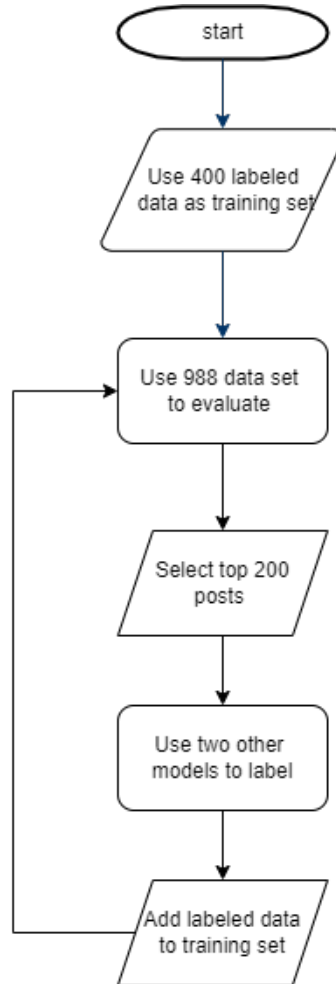 start
Use 400 labeled
data as training set
Use 988 data set
to evaluate
Select top 200
posts
Use two other
models to label
Add labeled data
to training set